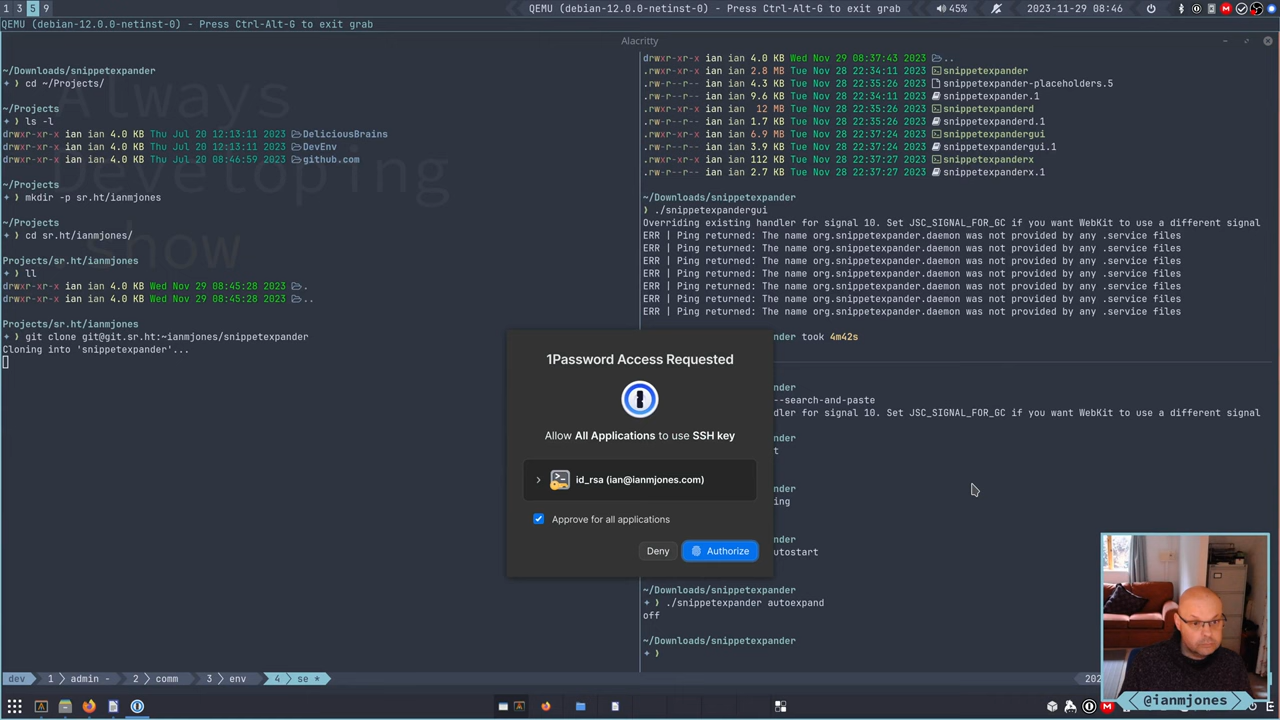 1 3 5 9
QEMU (debian-12.0.0-netinst-0) - Press Ctrl-Alt-G to exit grab
45%
2023-11-29 08:46
QEMU (debian-12.0.0-netinst-0) - Press Ctrl-Alt-G to exit grab
Alacritty
Always
Developing
show
~/Downloads/snippetexpander
❯ cd ~/Projects/
~/Projects
❯ ls -l
drwxr-xr-x ian ian 4.0 KB Thu Jul 20 12:13:11 2023 DeliciousBrains
drwxr-xr-x ian ian 4.0 KB Thu Jul 20 12:13:11 2023 DevEnv
drwxr-xr-x ian ian 4.0 KB Thu Jul 20 08:46:59 2023 github.com
~/Projects
❯ mkdir -p sr.ht/ianmjones
~/Projects
❯ cd sr.ht/ianmjones/
Projects/sr.ht/ianmjones
❯ ll
drwxr-xr-x ian ian 4.0 KB Wed Nov 29 08:45:28 2023 .
drwxr-xr-x ian ian 4.0 KB Wed Nov 29 08:45:28 2023 ..
Projects/sr.ht/ianmjones
❯ git clone git@git.sr.ht:~ianmjones/snippetexpander
Cloning into 'snippetexpander'...
drwxr-xr-x ian ian 4.0 KB Wed Nov 29 08:37:43 2023 ..
.rwxr-xr-x ian ian 2.8 MB Tue Nov 28 22:34:11 2023 snippetexpander
.rw-r--r-- ian ian 4.3 KB Tue Nov 28 22:35:26 2023 snippetexpander-placeholders.5
.rw-r--r-- ian ian 9.6 KB Tue Nov 28 22:34:11 2023 snippetexpander.1
.rwxr-xr-x ian ian 12 MB Tue Nov 28 22:35:26 2023 snippetexpanderd
.rw-r--r-- ian ian 1.7 KB Tue Nov 28 22:35:26 2023 snippetexpanderd.1
.rwxr-xr-x ian ian 6.9 MB Tue Nov 28 22:37:24 2023 snippetexpandergui
.rw-r--r-- ian ian 3.9 KB Tue Nov 28 22:37:24 2023 snippetexpandergui.1
.rwxr-xr-x ian ian 112 KB Tue Nov 28 22:37:27 2023 snippetexpanderx
.rw-r--r-- ian ian 2.7 KB Tue Nov 28 22:37:27 2023 snippetexpanderx.1
~/Downloads/snippetexpander
❯ ./snippetexpandergui
Overriding existing handler for signal 10. Set JSC_SIGNAL_FOR_GC if you want WebKit to use a different signal
ERR | Ping returned: The name org.snippetexpander.daemon was not provided by any .service files
ERR | Ping returned: The name org.snippetexpander.daemon was not provided by any .service files
ERR | Ping returned: The name org.snippetexpander.daemon was not provided by any .service files
ERR | Ping returned: The name org.snippetexpander.daemon was not provided by any .service files
ERR | Ping returned: The name org.snippetexpander.daemon was not provided by any .service files
ERR | Ping returned: The name org.snippetexpander.daemon was not provided by any .service files
ERR | Ping returned: The name org.snippetexpander.daemon was not provided by any .service files
nder took 4m42s
nder
--search-and-paste
ndler for signal 10. Set JSC_SIGNAL_FOR_GC if you want WebKit to use a different signal
nder
t
nder
ing
nder
utostart
~/Downloads/snippetexpander
✦ ❯ ./snippetexpander autoexpand
off
~/Downloads/snippetexpander
✦ ❯
1Password Access Requested
Allow All Applications to use SSH key
id_rsa (ian@ianmjones.com)
Approve for all applications
Deny
Authorize
dev 1 admin - 2 comm 3 env 4 se *
202
@ianmjones